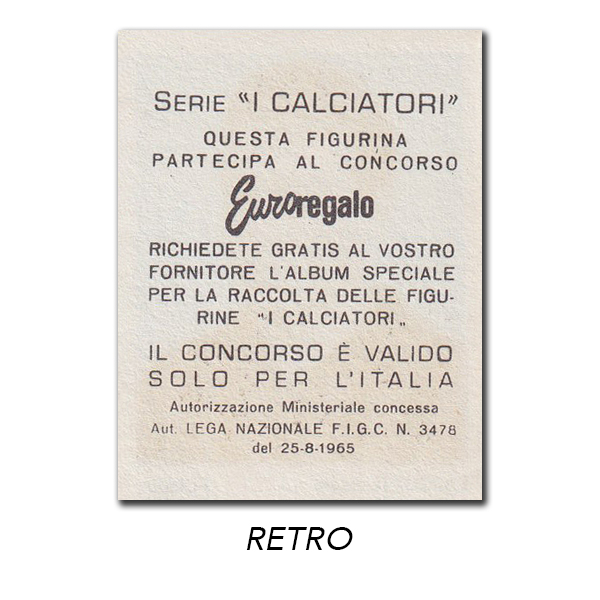 SERIE "I CALCIATORI"
QUESTA FIGURINA
PARTECIPA AL CONCORSO
Euroregalo
RICHIEDETE GRATIS AL VOSTRO
FORNITORE L'ALBUM SPECIALE
PER LA RACCOLTA DELLE FIGU-
RINE "I CALCIATORI„
IL CONCORSO È VALIDO
SOLO PER L'ITALIA
Autorizzazione Ministeriale concessa
Aut. LEGA NAZIONALE F.I.G.C. N. 3478
del 25-8-1965
RETRO